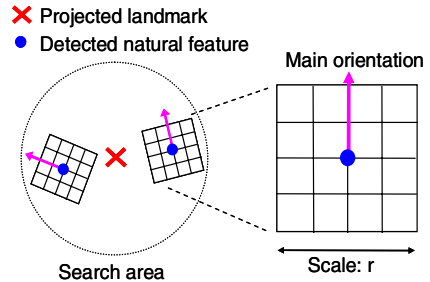 Projected landmark
Detected natural feature
Main orientation
Search area
Scale: r